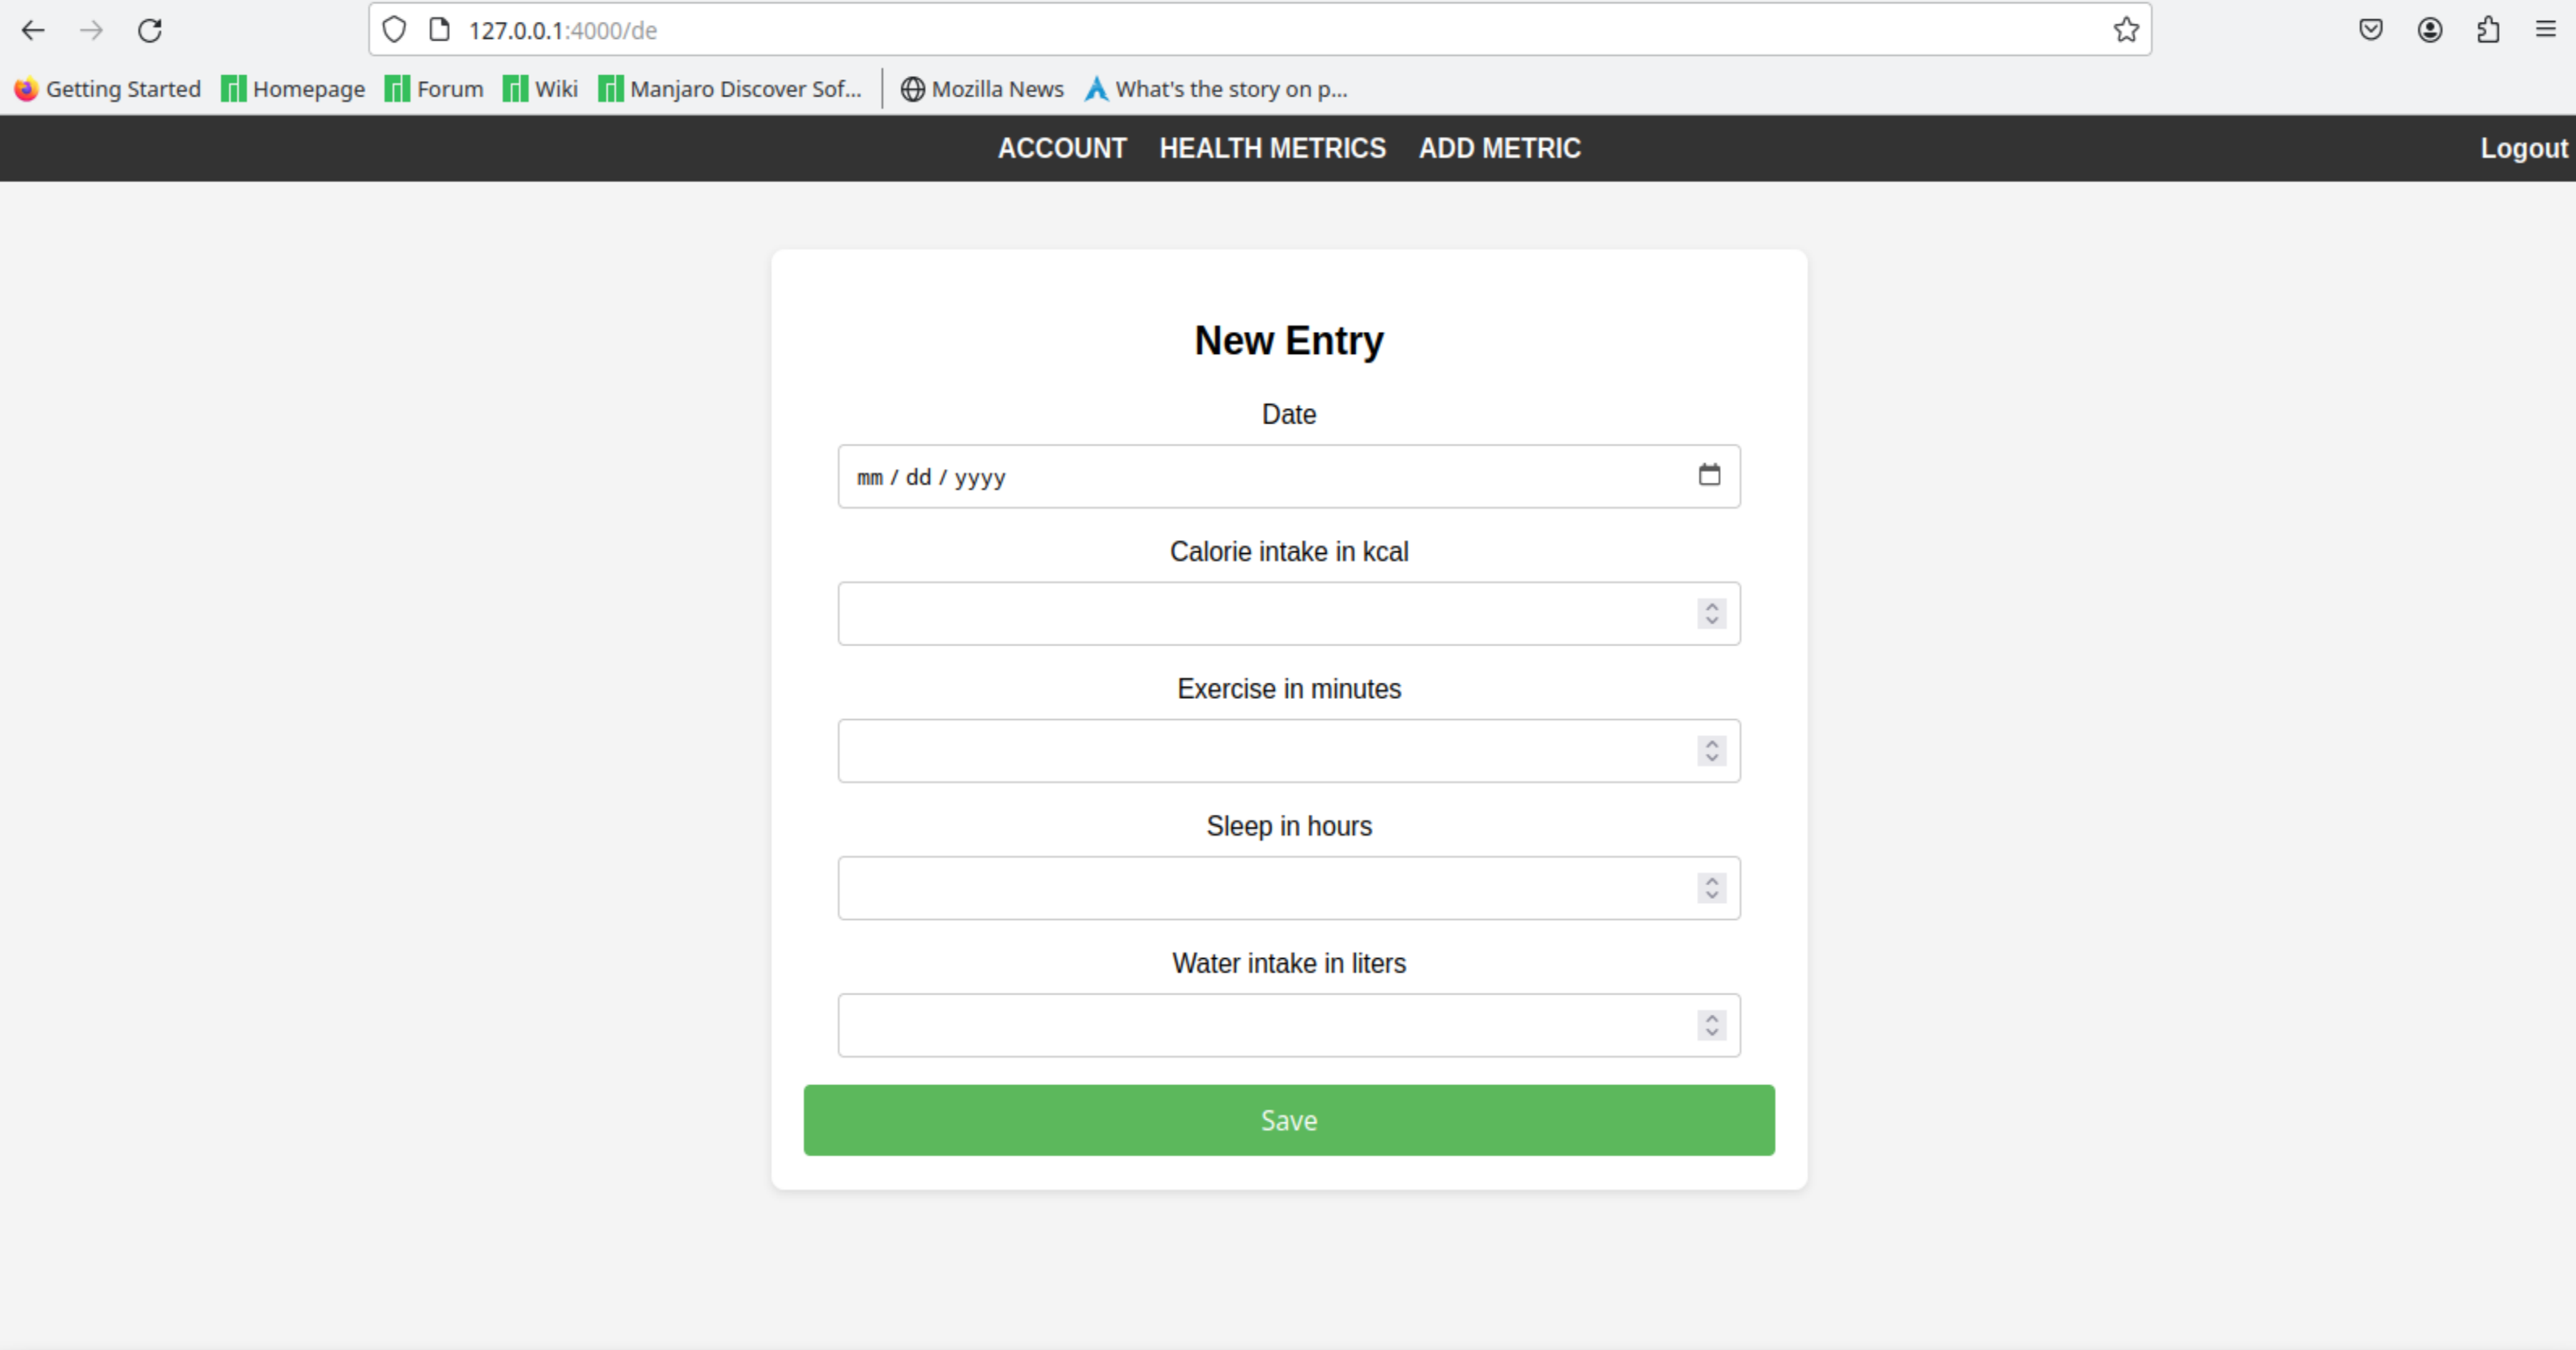 127.0.0.1:4000/de
Getting Started Homepage Forum Wiki Manjaro Discover Sof... Mozilla News What's the story on p...
ACCOUNT HEALTH METRICS ADD METRIC Logout
New Entry
Date
mm / dd / yyyy
Calorie intake in kcal
Exercise in minutes
Sleep in hours
Water intake in liters
Save